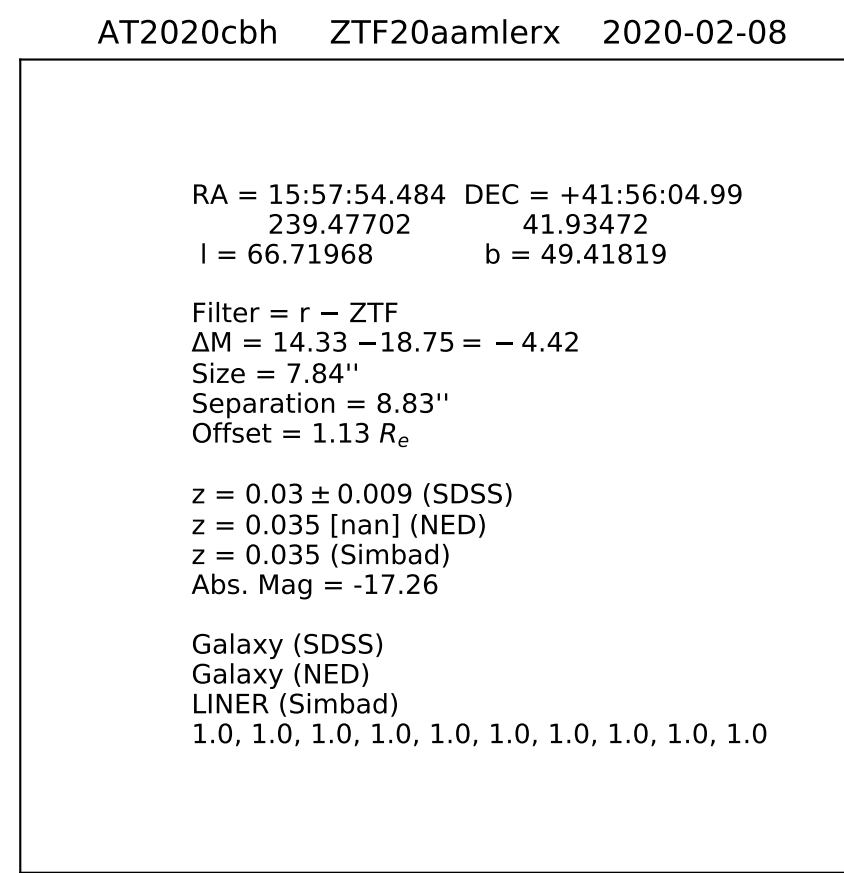 AT2020cbh ZTF20aamlerx 2020-02-08
RA = 15:57:54.484 DEC = +41:56:04.99
239.47702 41.93472
l = 66.71968 b = 49.41819
Filter = r − ZTF
ΔM = 14.33 −18.75 = − 4.42
Size = 7.84''
Separation = 8.83''
Offset = 1.13 Rₑ
z = 0.03 ± 0.009 (SDSS)
z = 0.035 [nan] (NED)
z = 0.035 (Simbad)
Abs. Mag = -17.26
Galaxy (SDSS)
Galaxy (NED)
LINER (Simbad)
1.0, 1.0, 1.0, 1.0, 1.0, 1.0, 1.0, 1.0, 1.0, 1.0